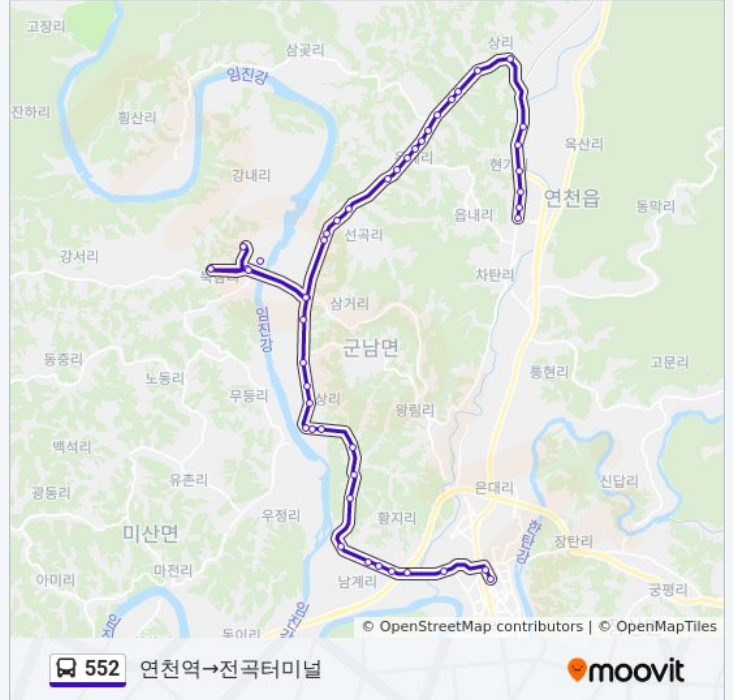 고장리
상리
삼곶리
임진강
잔하리
횡산리
옥산리
강내리
연천읍
동막리
읍내리
선곡리
강서리
차탄리
삼거리
임진강
군남면
동중리
노동리
통현리
고문리
무등리
왕림리
백석리
유촌리
은대리
신답리
광동리
우정리
황지리
한탄강
장탄리
미산면
마전리
아미리
남계리
궁평리
동이리
© OpenStreetMap contributors | © OpenMapTiles
552 연천역→전곡터미널
moovit